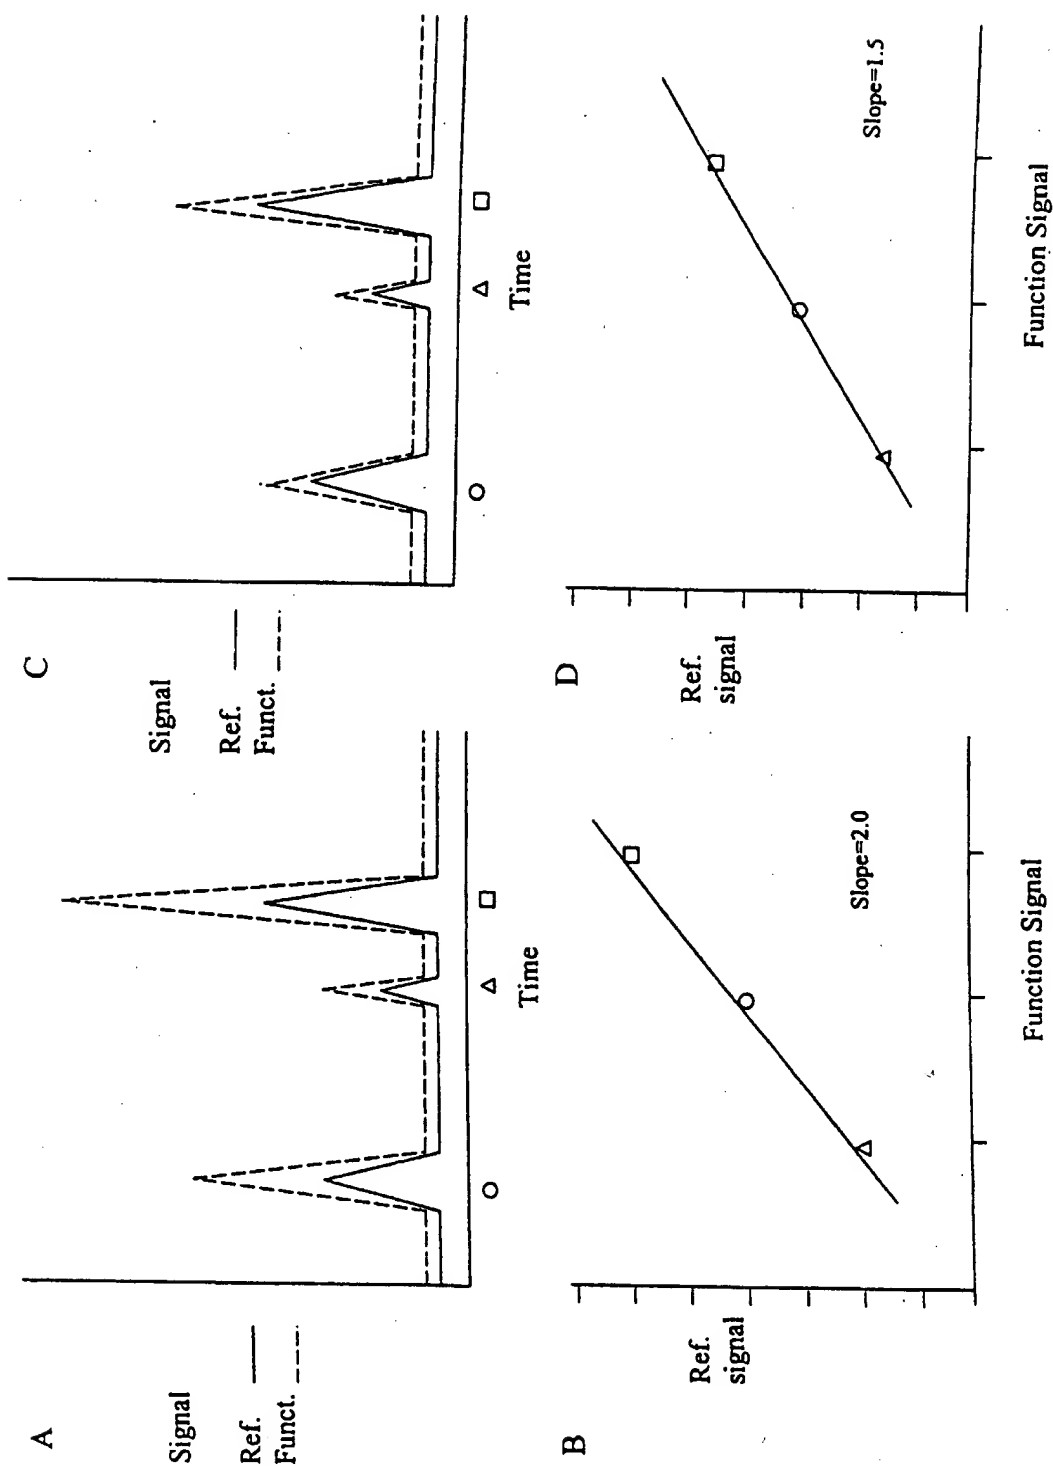 A
Signal
Ref.
Funct.
Time
B
Ref.
signal
Slope=2.0
Function Signal
C
Signal
Ref.
Funct.
Time
D
Ref.
signal
Slope=1.5
Function Signal